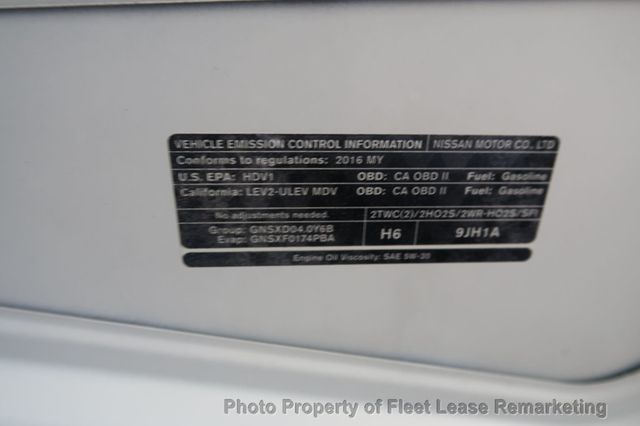 VEHICLE EMISSION CONTROL INFORMATION NISSAN MOTOR CO., LTD
Conforms to regulations: 2016 MY
U.S. EPA: HDV1 OBD: CA OBD II Fuel: Gasoline
California: LEV2-ULEV MDV OBD: CA OBD II Fuel: Gasoline
No adjustments needed. 2TWC(2)/2HO2S/2WR-HO2S/SFI
Group: GNSXD04.0Y6B H6 9JH1A
Evap: GNSXF0174PBA
Engine Oil Viscosity: SAE 5W-30
Photo Property of Fleet Lease Remarketing